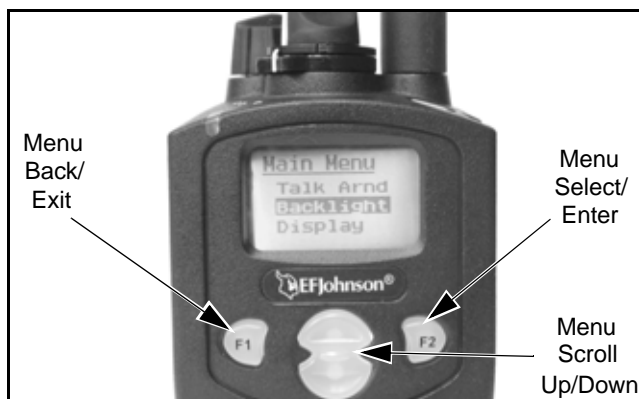 Main Menu
Talk Arnd
Backlight
Display
EFJohnson®
F1
F2
Menu
Back/
Exit
Menu
Select/
Enter
Menu
Scroll
Up/Down